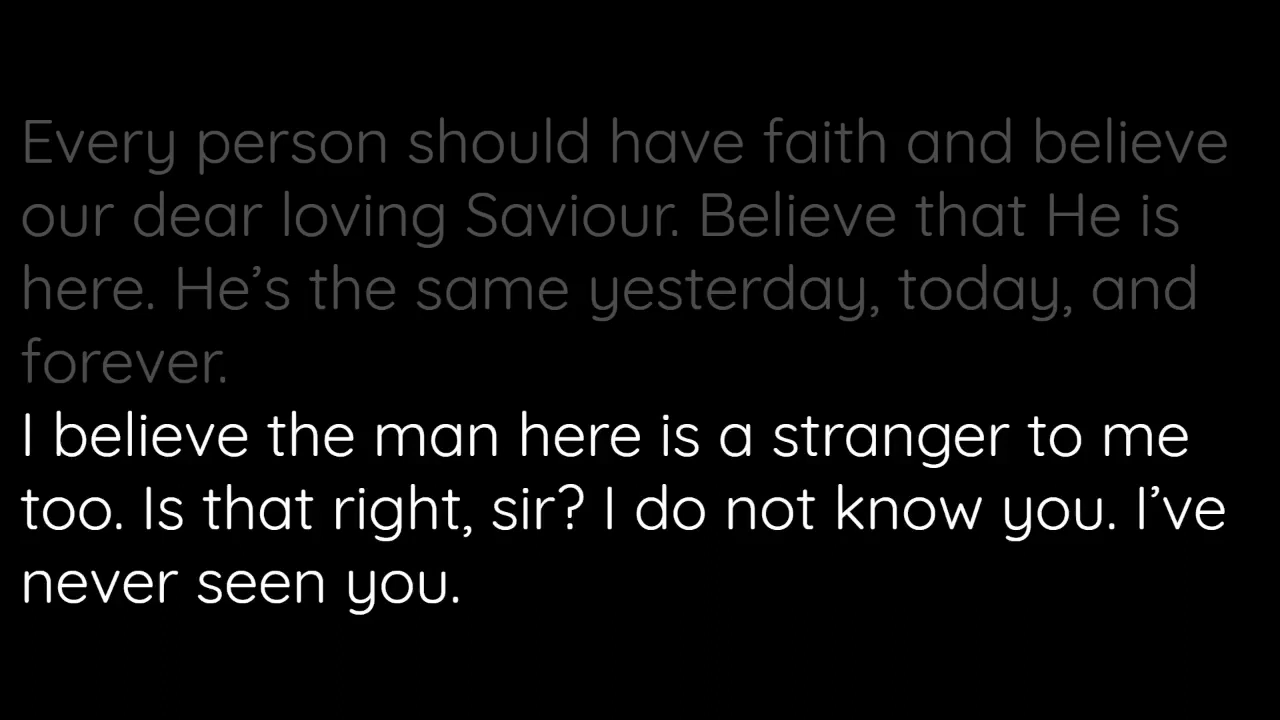 Every person should have faith and believe
our dear loving Saviour. Believe that He is
here. He’s the same yesterday, today, and
forever.
I believe the man here is a stranger to me
too. Is that right, sir? I do not know you. I’ve
never seen you.